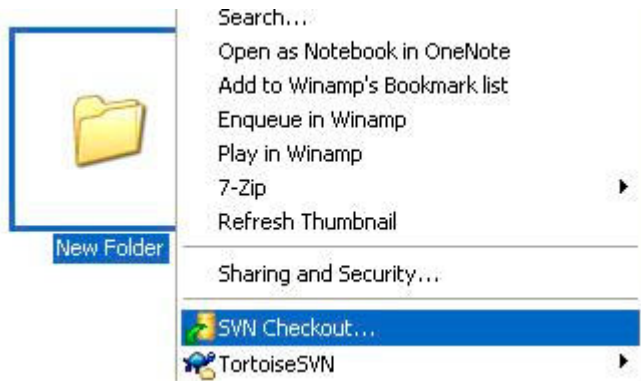 Search...
Open as Notebook in OneNote
Add to Winamp's Bookmark list
Enqueue in Winamp
Play in Winamp
7-Zip
Refresh Thumbnail
New Folder
Sharing and Security...
SVN Checkout...
TortoiseSVN